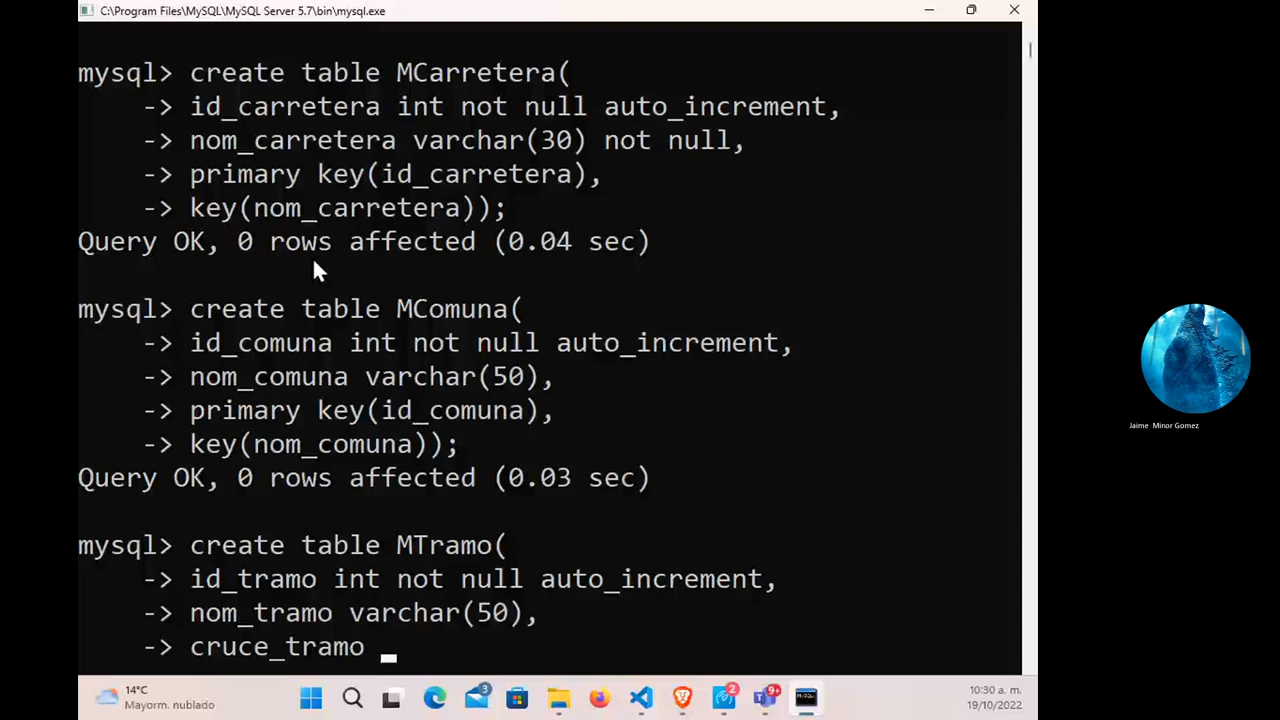 C:\Program Files\MySQL\MySQL Server 5.7\bin\mysql.exe
mysql> create table MCarretera(
-> id_carretera int not null auto_increment,
-> nom_carretera varchar(30) not null,
-> primary key(id_carretera),
-> key(nom_carretera));
Query OK, 0 rows affected (0.04 sec)
mysql> create table MComuna(
-> id_comuna int not null auto_increment,
-> nom_comuna varchar(50),
-> primary key(id_comuna),
-> key(nom_comuna));
Query OK, 0 rows affected (0.03 sec)
mysql> create table MTramo(
-> id_tramo int not null auto_increment,
-> nom_tramo varchar(50),
-> cruce_tramo
Jaime Minor Gomez
14°C
Mayorm. nublado
3
2
9+
10:30 a. m.
19/10/2022